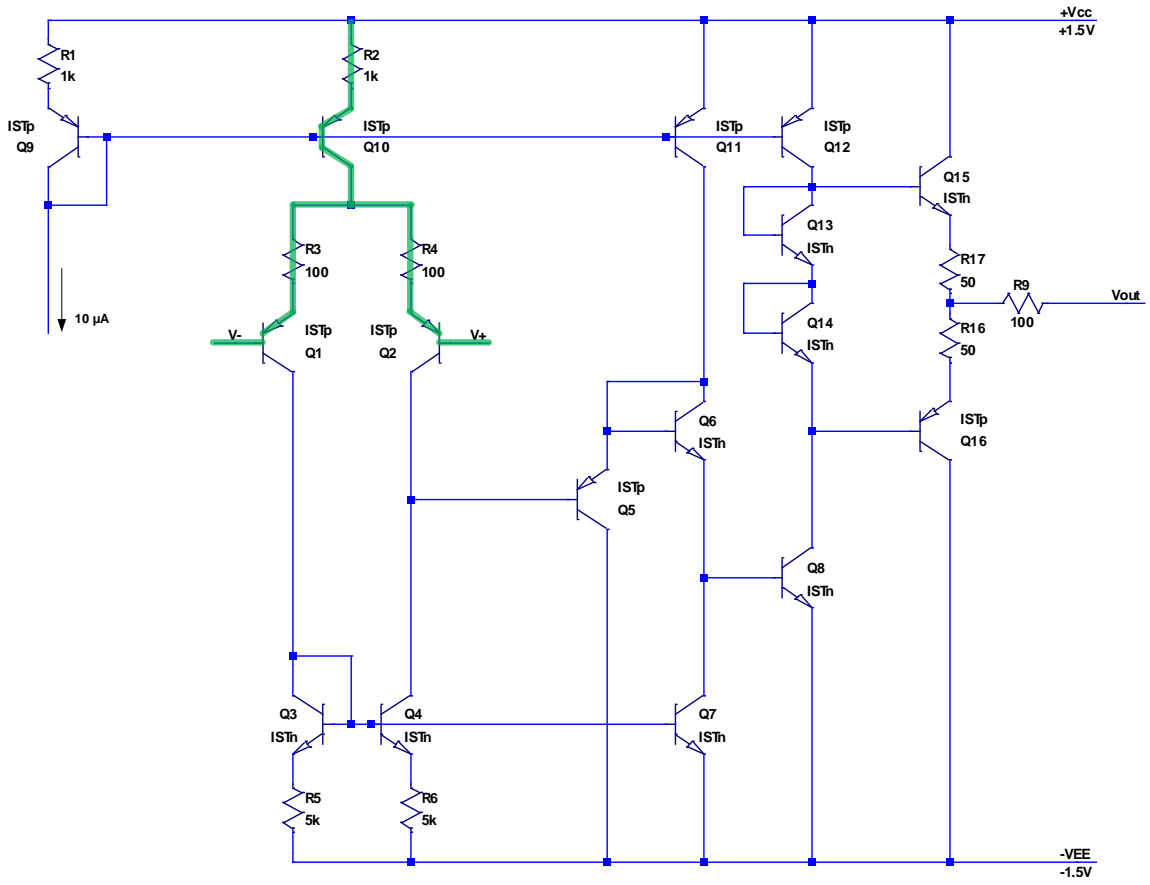 +Vcc
+1.5V
R1
1k
R2
1k
ISTp
Q9
ISTp
Q10
ISTp
Q11
ISTp
Q12
Q15
ISTn
Q13
ISTn
R3
100
R4
100
R17
50
R9
100
Vout
10 µA
V-
ISTp
Q1
ISTp
Q2
V+
Q14
ISTn
R16
50
Q6
ISTn
ISTp
Q16
ISTp
Q5
Q8
ISTn
Q3
ISTn
Q4
ISTn
Q7
ISTn
R5
5k
R6
5k
-VEE
-1.5V